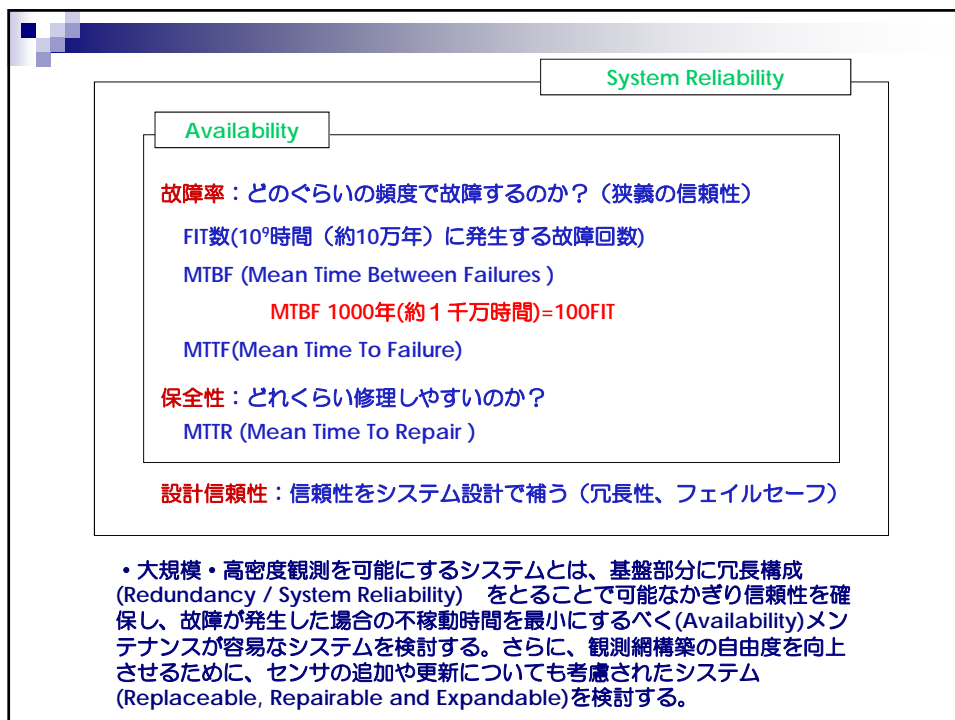 System Reliability
Availability
故障率：どのぐらいの頻度で故障するのか？（狭義の信頼性）
FIT数(10⁹時間（約10万年）に発生する故障回数)
MTBF (Mean Time Between Failures )
MTBF 1000年(約１千万時間)=100FIT
MTTF(Mean Time To Failure)
保全性：どれくらい修理しやすいのか？
MTTR (Mean Time To Repair )
設計信頼性：信頼性をシステム設計で補う（冗長性、フェイルセーフ）
・大規模・高密度観測を可能にするシステムとは、基盤部分に冗長構成
(Redundancy / System Reliability)　をとることで可能なかぎり信頼性を確
保し、故障が発生した場合の不稼動時間を最小にするべく(Availability)メン
テナンスが容易なシステムを検討する。さらに、観測網構築の自由度を向上
させるために、センサの追加や更新についても考慮されたシステム
(Replaceable, Repairable and Expandable)を検討する。